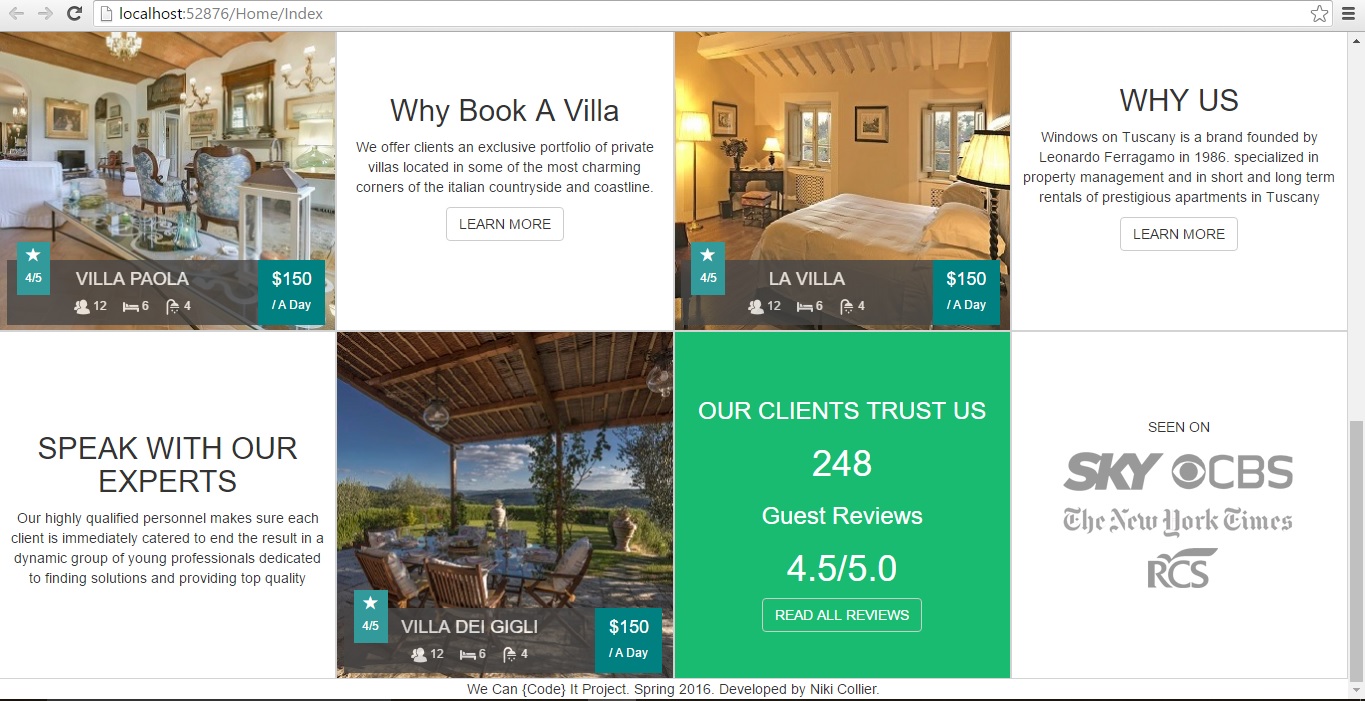 localhost:52876/Home/Index
4/5
VILLA PAOLA
12 6 4
$150
/ A Day
Why Book A Villa
We offer clients an exclusive portfolio of private
villas located in some of the most charming
corners of the italian countryside and coastline.
LEARN MORE
4/5
LA VILLA
12 6 4
$150
/ A Day
WHY US
Windows on Tuscany is a brand founded by
Leonardo Ferragamo in 1986. specialized in
property management and in short and long term
rentals of prestigious apartments in Tuscany
LEARN MORE
SPEAK WITH OUR
EXPERTS
Our highly qualified personnel makes sure each
client is immediately catered to end the result in a
dynamic group of young professionals dedicated
to finding solutions and providing top quality
4/5
VILLA DEI GIGLI
12 6 4
$150
/ A Day
OUR CLIENTS TRUST US
248
Guest Reviews
4.5/5.0
READ ALL REVIEWS
SEEN ON
SKY CBS
The New York Times
RCS
We Can {Code} It Project. Spring 2016. Developed by Niki Collier.